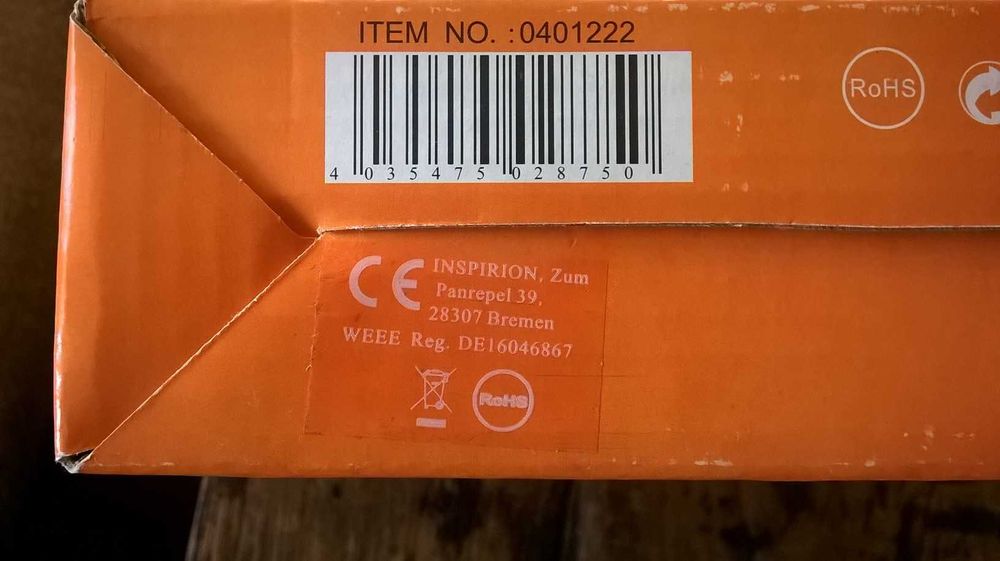 ITEM NO. :0401222
RoHS
4 035475 028750
CE INSPIRION, Zum
Panrepel 39,
28307 Bremen
WEEE Reg. DE16046867
RoHS